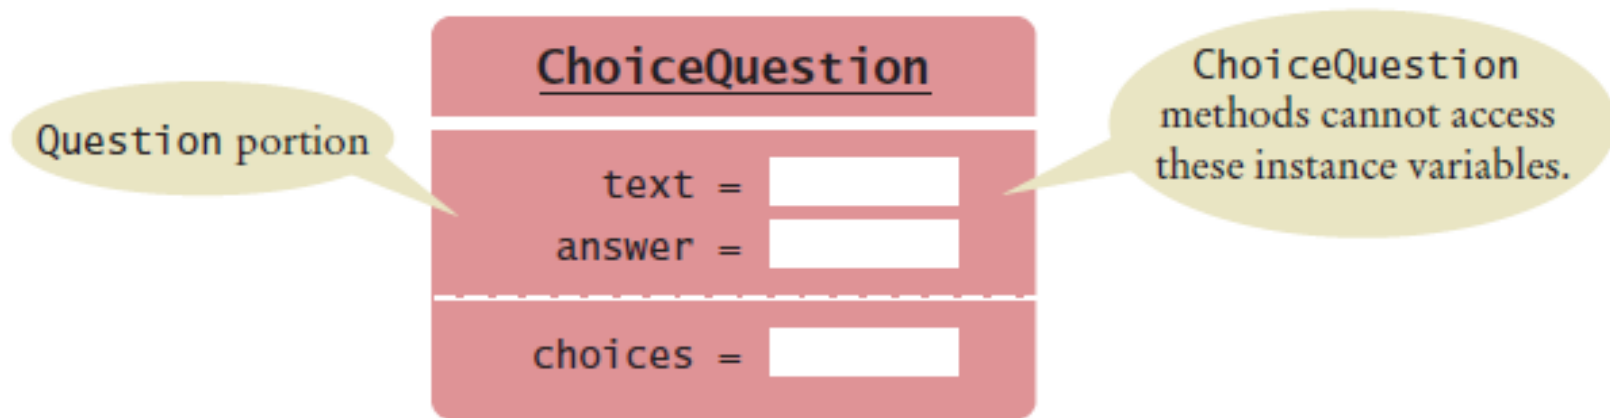 ChoiceQuestion
Question portion
text =
answer =
choices =
ChoiceQuestion
methods cannot access
these instance variables.